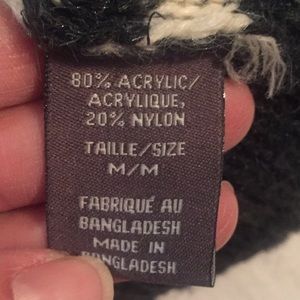 80% ACRYLIC/
ACRYLIQUE,
20% NYLON
TAILLE/SIZE
M/M
FABRIQUÉ AU
BANGLADESH
MADE IN
BANGLADESH